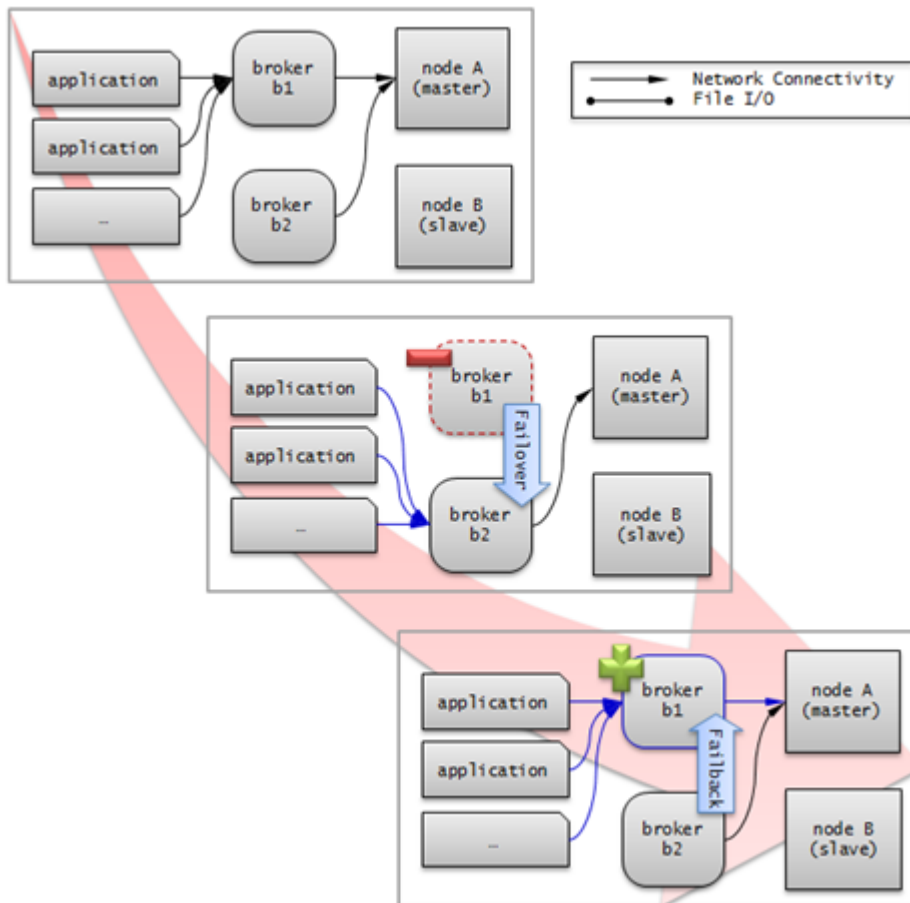 application
application
…
broker
b1
broker
b2
node A
(master)
node B
(slave)
Network Connectivity
File I/O
application
application
…
broker
b1
Failover
broker
b2
node A
(master)
node B
(slave)
application
application
…
broker
b1
Failback
broker
b2
node A
(master)
node B
(slave)